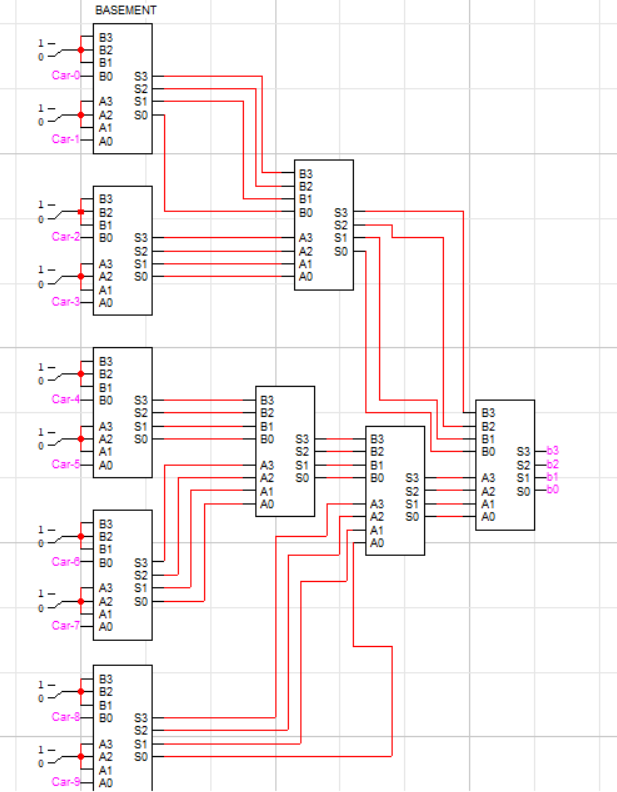 BASEMENT
1
0
B3
B2
B1
Car-0
B0
S3
S2
1
0
A3
S1
A2
S0
A1
Car-1
A0
1
0
B3
B2
B1
Car-2
B0
S3
S2
1
0
A3
S1
A2
S0
A1
Car-3
A0
B3
B2
B1
B0
S3
S2
A3
S1
A2
S0
A1
A0
1
0
B3
B2
B1
Car-4
B0
S3
S2
1
0
A3
S1
A2
S0
A1
Car-5
A0
B3
B2
B1
B0
S3
S2
A3
S1
A2
S0
A1
A0
B3
B2
B1
B0
S3
S2
A3
S1
A2
S0
A1
A0
B3
B2
B1
B0
S3
b3
S2
b2
A3
S1
b1
A2
S0
b0
A1
A0
1
0
B3
B2
B1
Car-6
B0
S3
S2
1
0
A3
S1
A2
S0
A1
Car-7
A0
1
0
B3
B2
B1
Car-8
B0
S3
S2
1
0
A3
S1
A2
S0
A1
Car-9
A0